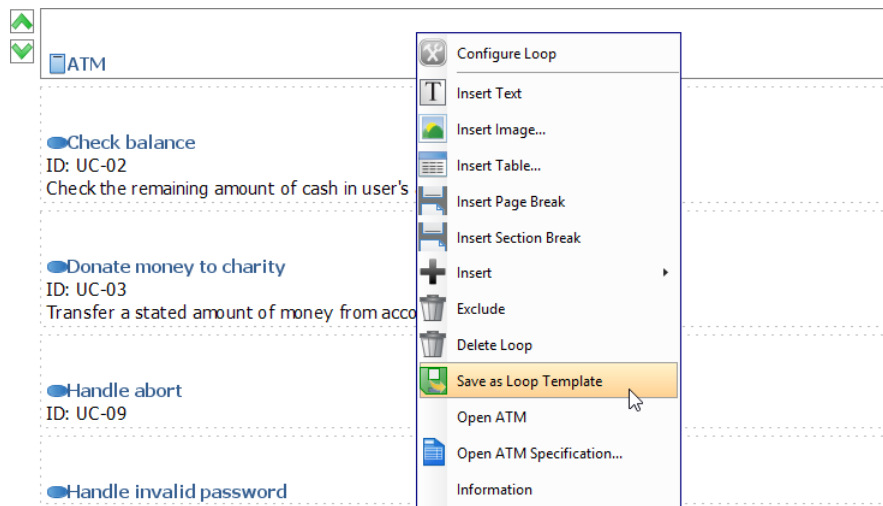 ATM
Check balance
ID: UC-02
Check the remaining amount of cash in user's
Donate money to charity
ID: UC-03
Transfer a stated amount of money from acco
Handle abort
ID: UC-09
Handle invalid password
Configure Loop
T
Insert Text
Insert Image...
Insert Table...
Insert Page Break
Insert Section Break
Insert
Exclude
Delete Loop
Save as Loop Template
Open ATM
Open ATM Specification...
Information